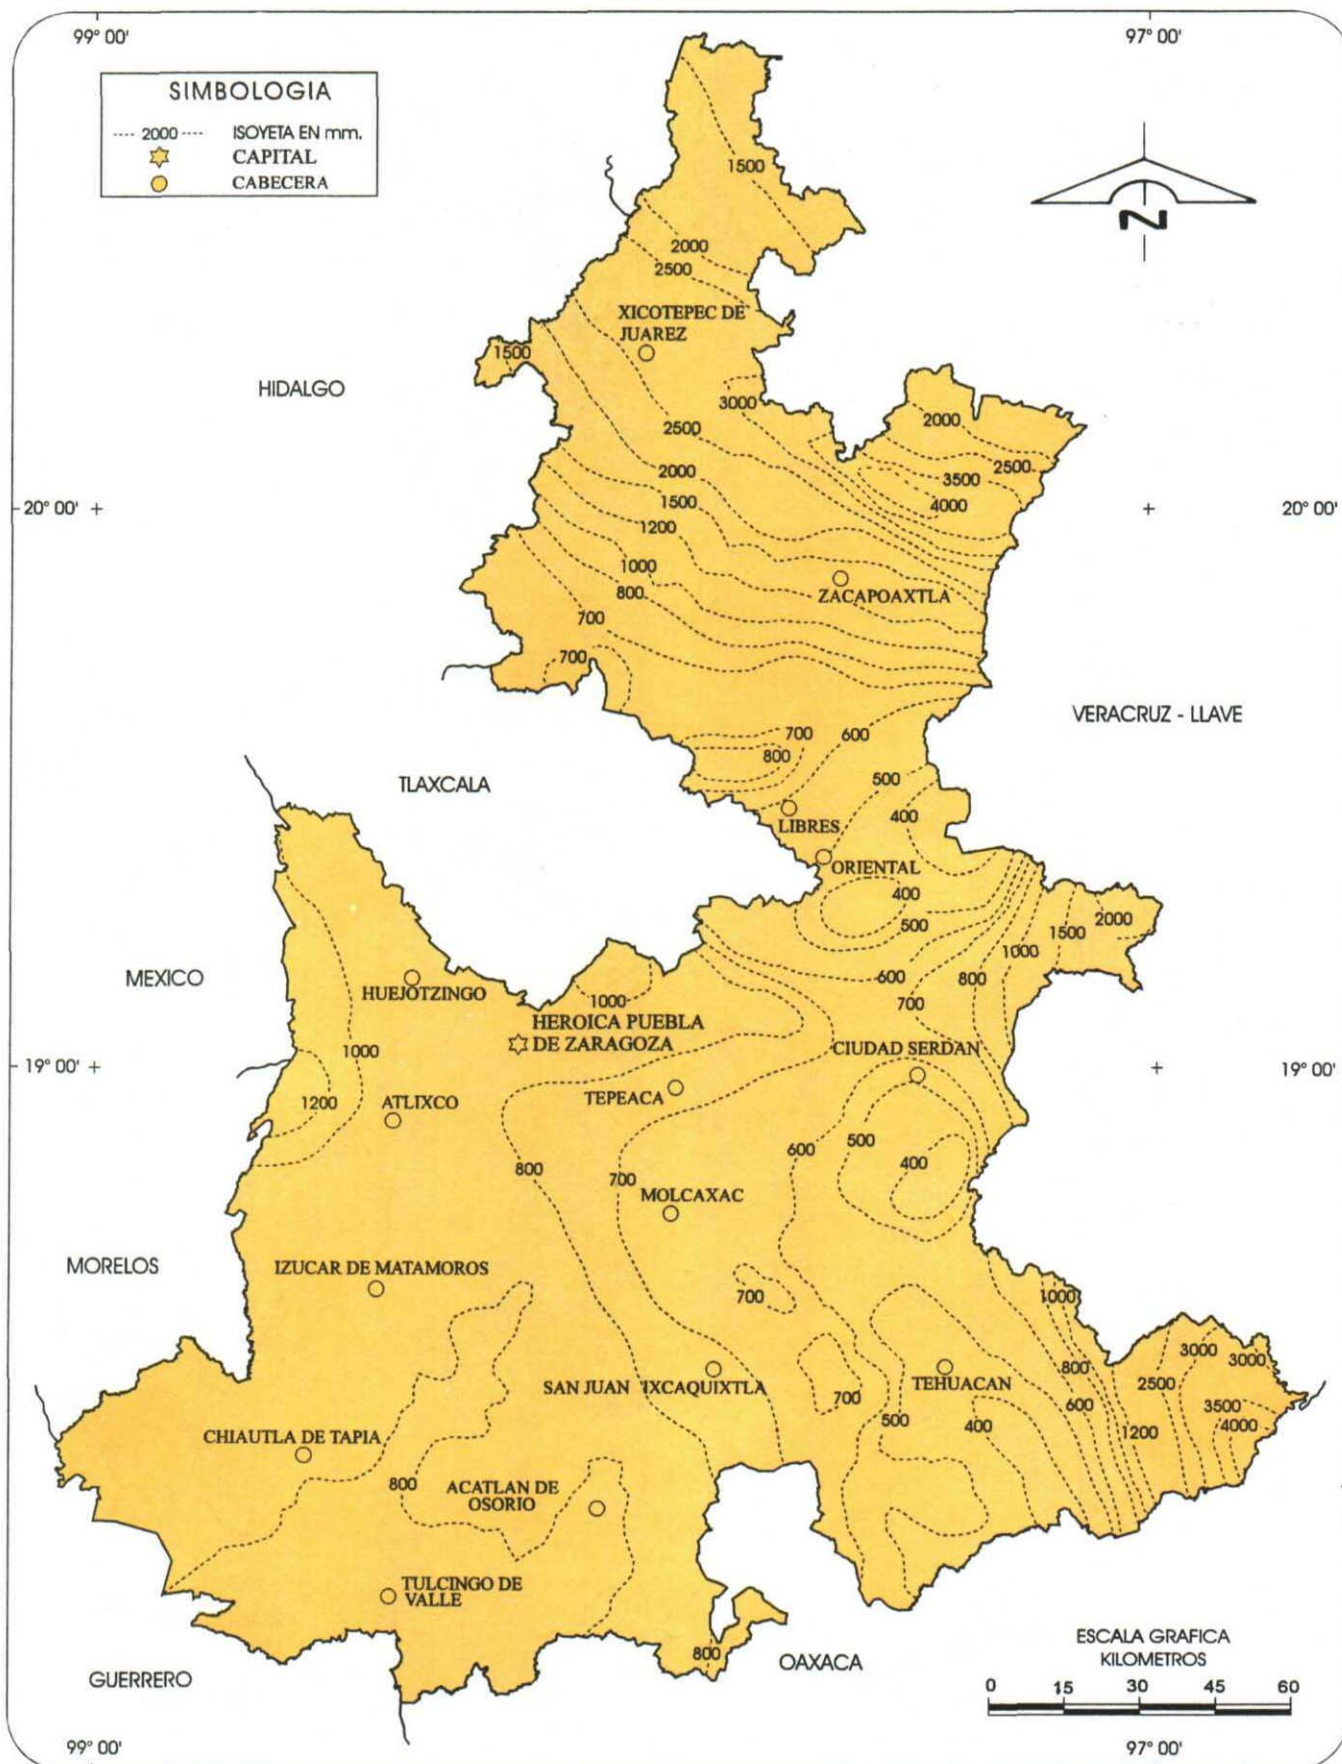 99° 00'
97° 00'
SIMBOLOGIA
---- 2000 ---- ISOYETA EN mm.
CAPITAL
CABECERA
N
1500
2000
2500
XICOTEPEC DE
JUAREZ
1500
HIDALGO
3000
2500
2000
2500
2000
3500
1500
4000
20° 00'
20° 00'
1200
1000
800
ZACAPOAXTLA
700
700
VERACRUZ - LLAVE
700
600
800
500
TLAXCALA
400
LIBRES
ORIENTAL
400
500
2000
1500
1000
MEXICO
600
800
HUEJOTZINGO
1000
700
HEROICA PUEBLA
DE ZARAGOZA
CIUDAD SERDAN
1000
19° 00'
19° 00'
TEPEACA
1200
ATLIXCO
500
600
800
400
700
MOLCAXAC
MORELOS
IZUCAR DE MATAMOROS
700
1000
3000
3000
800
SAN JUAN IXCAQUIXTLA
TEHUACAN
2500
700
600
3500
500
400
4000
1200
CHIAUTLA DE TAPIA
800
ACATLAN DE
OSORIO
TULCINGO DE
VALLE
800
OAXACA
GUERRERO
ESCALA GRAFICA
KILOMETROS
0 15 30 45 60
99° 00'
97° 00'